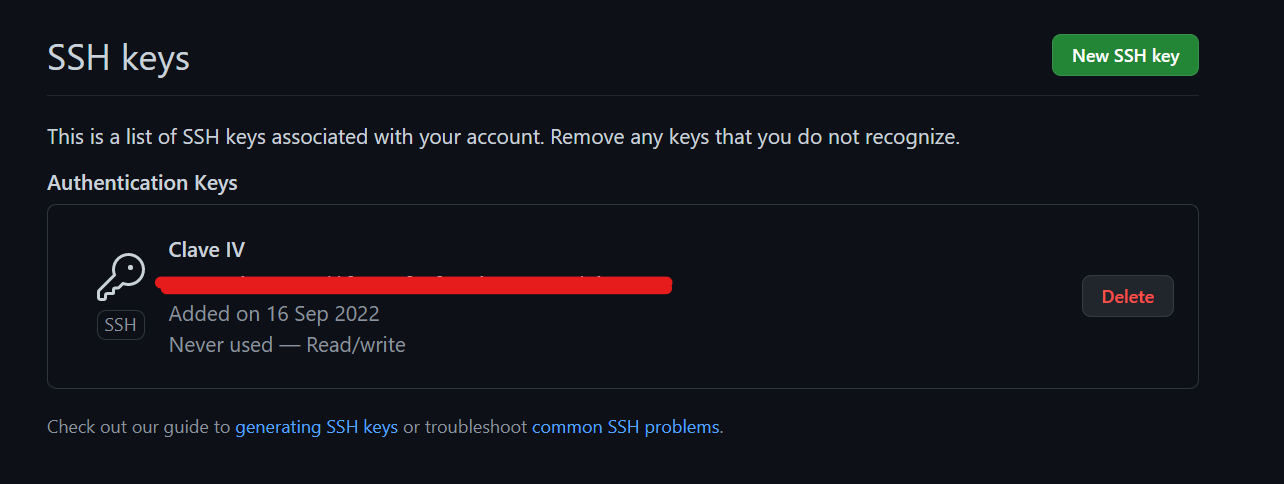 SSH keys
New SSH key
This is a list of SSH keys associated with your account. Remove any keys that you do not recognize.
Authentication Keys
Clave IV
SSH
Added on 16 Sep 2022
Never used — Read/write
Delete
Check out our guide to generating SSH keys or troubleshoot common SSH problems.